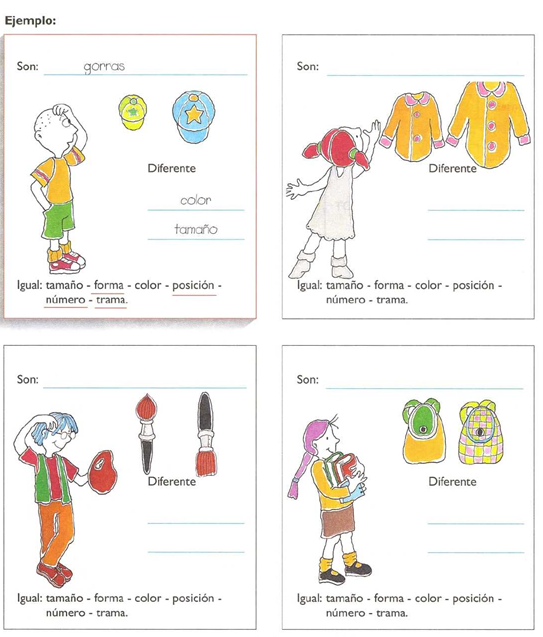 Ejemplo:
Son: gorras
Diferente
color
tamaño
Igual: tamaño - forma - color - posición -
número - trama.
Son:
Diferente
Igual: tamaño - forma - color - posición -
número - trama.
Son:
Diferente
Igual: tamaño - forma - color - posición -
número - trama.
Son:
Diferente
Igual: tamaño - forma - color - posición -
número - trama.